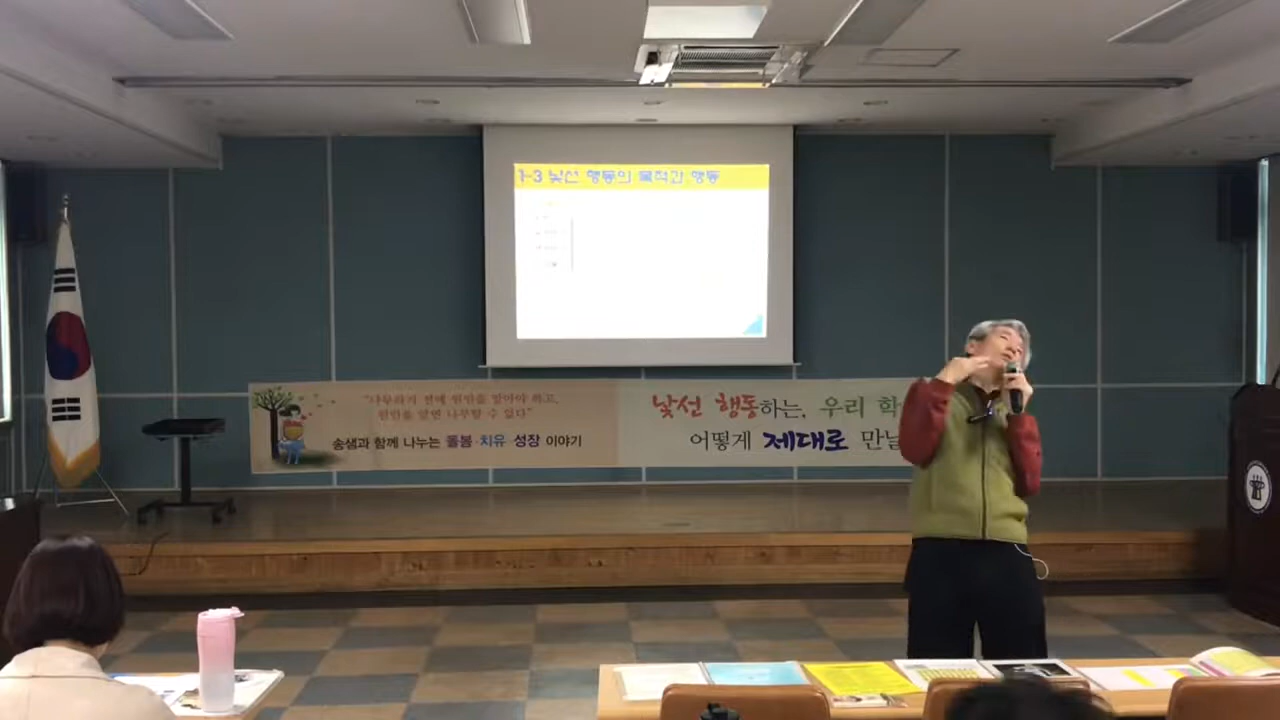 1-3 낯선 행동의 목적과 행동
"나무라기 전에 원인을 알아야 하고,
원인을 알면 나무랄 수 없다"
송샘과 함께 나누는 돌봄·치유·성장 이야기
낯선 행동하는, 우리 학
어떻게 제대로 만날